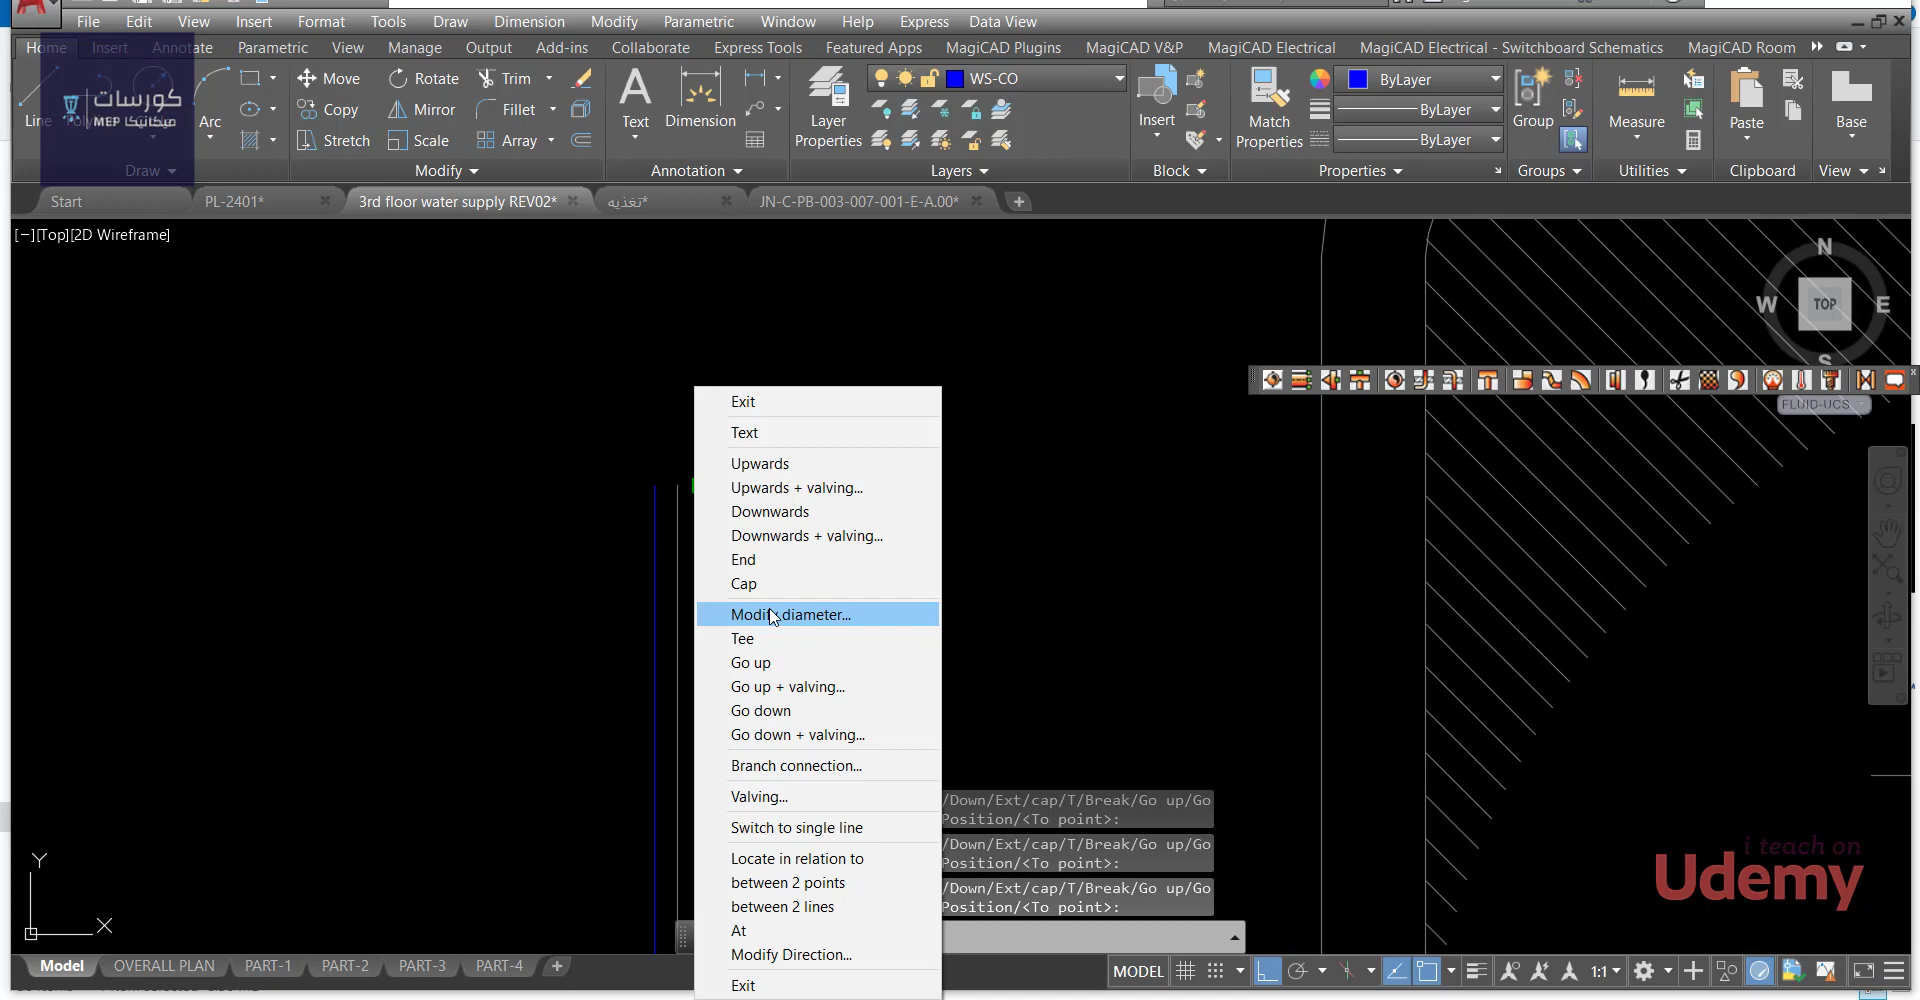 File Edit View Insert Format Tools Draw Dimension Modify Parametric Window Help Express Data View
Home Insert Annotate Parametric View Manage Output Add-ins Collaborate Express Tools Featured Apps MagiCAD Plugins MagiCAD V&P MagiCAD Electrical MagiCAD Electrical - Switchboard Schematics MagiCAD Room
Line Arc
كورسات
ميكانيكا MEP
Draw
Move Rotate Trim
Copy Mirror Fillet
Stretch Scale Array
Modify
Text Dimension
Annotation
Layer
Properties
WS-CO
Layers
Insert
Block
Match
Properties
ByLayer
ByLayer
ByLayer
Properties
Group
Groups
Measure
Utilities
Paste
Clipboard
Base
View
Start PL-2401* 3rd floor water supply REV02* تغذيه* JN-C-PB-003-007-001-E-A.00*
[−][Top][2D Wireframe]
N
W TOP E
S
FLUID-UCS
Exit
Text
Upwards
Upwards + valving...
Downwards
Downwards + valving...
End
Cap
Modify diameter...
Tee
Go up
Go up + valving...
Go down
Go down + valving...
Branch connection...
Valving...
Switch to single line
Locate in relation to
between 2 points
between 2 lines
At
Modify Direction...
Exit
/Down/Ext/cap/T/Break/Go up/Go
Position/<To point>:
/Down/Ext/cap/T/Break/Go up/Go
Position/<To point>:
/Down/Ext/cap/T/Break/Go up/Go
Position/<To point>:
i teach on
Udemy
Y
X
Model OVERALL PLAN PART-1 PART-2 PART-3 PART-4
MODEL 1:1